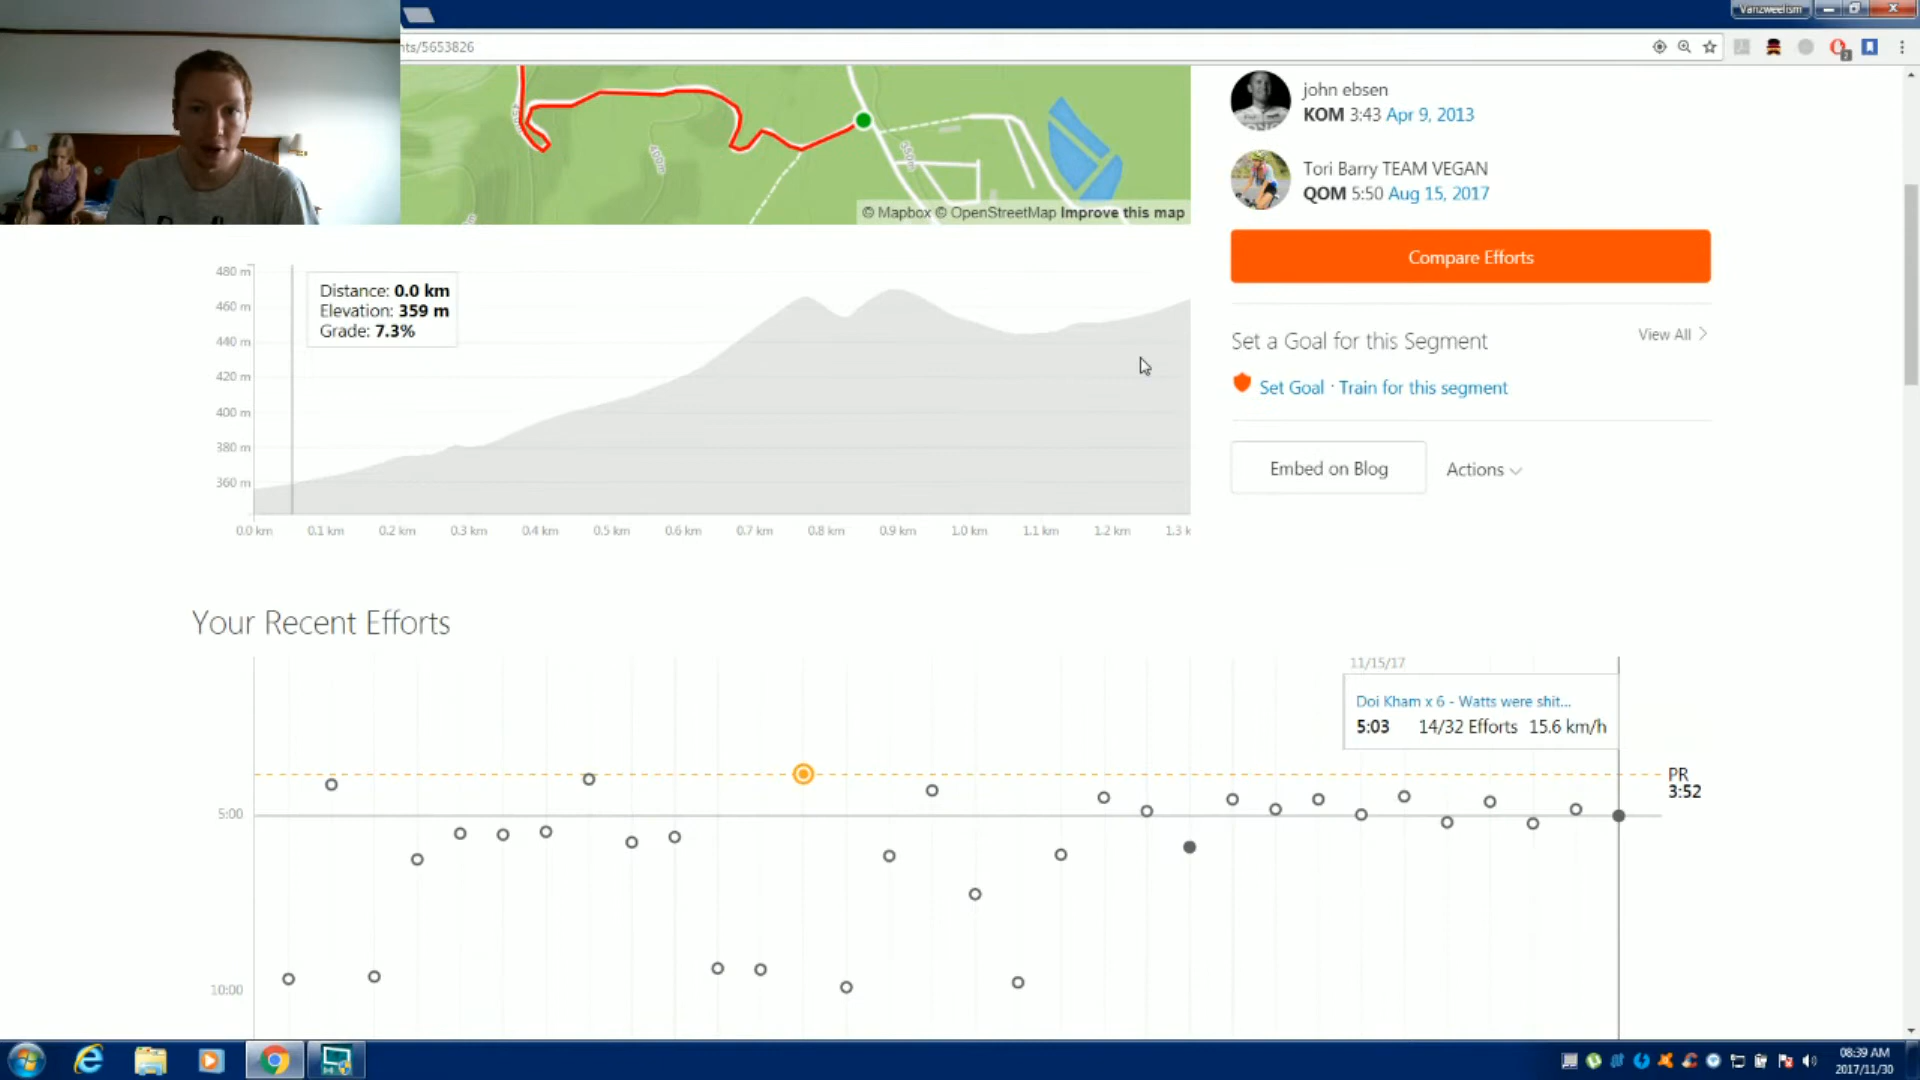 Vanzweelism
nts/5653826
john ebsen
KOM 3:43 Apr 9, 2013
Tori Barry TEAM VEGAN
QOM 5:50 Aug 15, 2017
© Mapbox © OpenStreetMap Improve this map
Compare Efforts
Set a Goal for this Segment
View All
Set Goal · Train for this segment
Embed on Blog
Actions
480 m
460 m
440 m
420 m
400 m
380 m
360 m
Distance: 0.0 km
Elevation: 359 m
Grade: 7.3%
0.0 km 0.1 km 0.2 km 0.3 km 0.4 km 0.5 km 0.6 km 0.7 km 0.8 km 0.9 km 1.0 km 1.1 km 1.2 km 1.3 k
Your Recent Efforts
11/15/17
Doi Kham x 6 - Watts were shit...
5:03 14/32 Efforts 15.6 km/h
PR
3:52
5:00
10:00
08:39 AM
2017/11/30